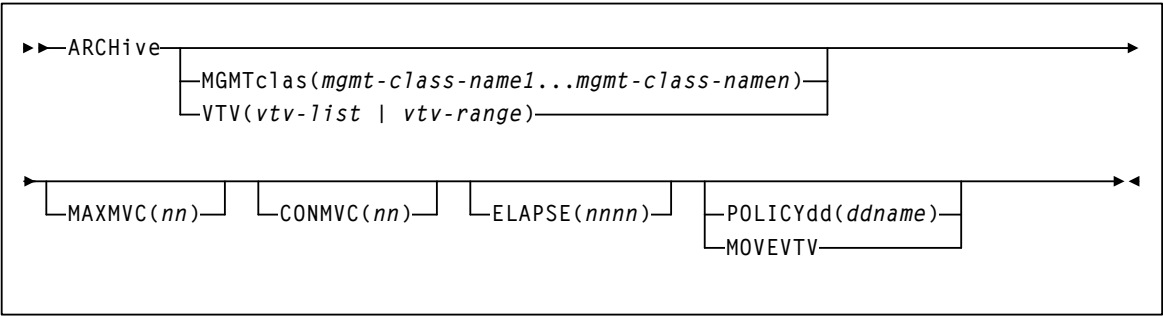 ARCHive
MGMTclas(mgmt-class-name1...mgmt-class-namen)
VTV(vtv-list | vtv-range)
MAXMVC(nn) CONMVC(nn) ELAPSE(nnnn) POLICYdd(ddname)
MOVEVTV